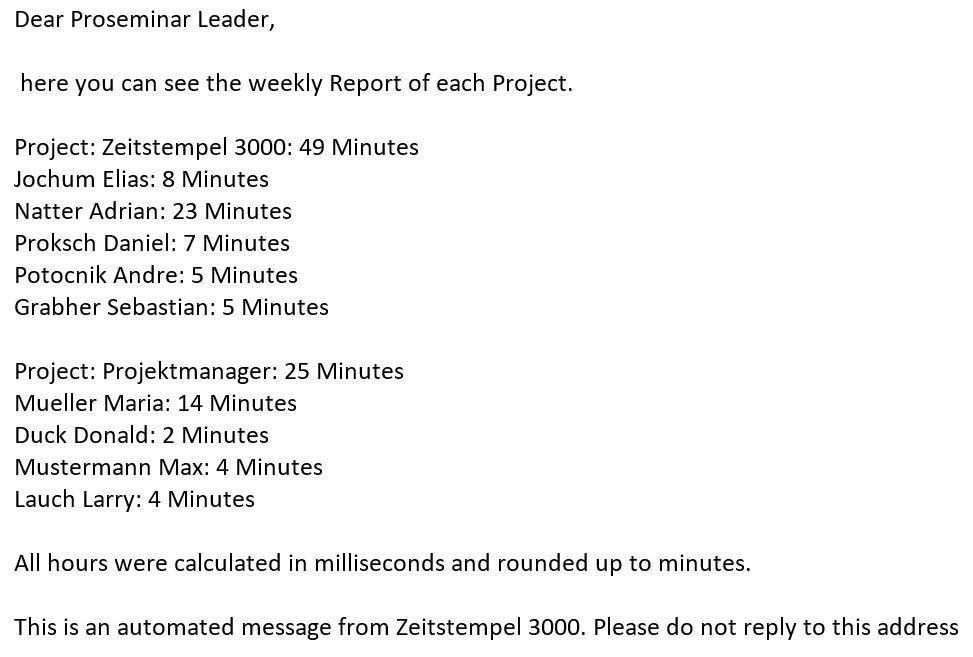 Dear Proseminar Leader,
here you can see the weekly Report of each Project.
Project: Zeitstempel 3000: 49 Minutes
Jochum Elias: 8 Minutes
Natter Adrian: 23 Minutes
Proksch Daniel: 7 Minutes
Potocnik Andre: 5 Minutes
Grabher Sebastian: 5 Minutes
Project: Projektmanager: 25 Minutes
Mueller Maria: 14 Minutes
Duck Donald: 2 Minutes
Mustermann Max: 4 Minutes
Lauch Larry: 4 Minutes
All hours were calculated in milliseconds and rounded up to minutes.
This is an automated message from Zeitstempel 3000. Please do not reply to this address